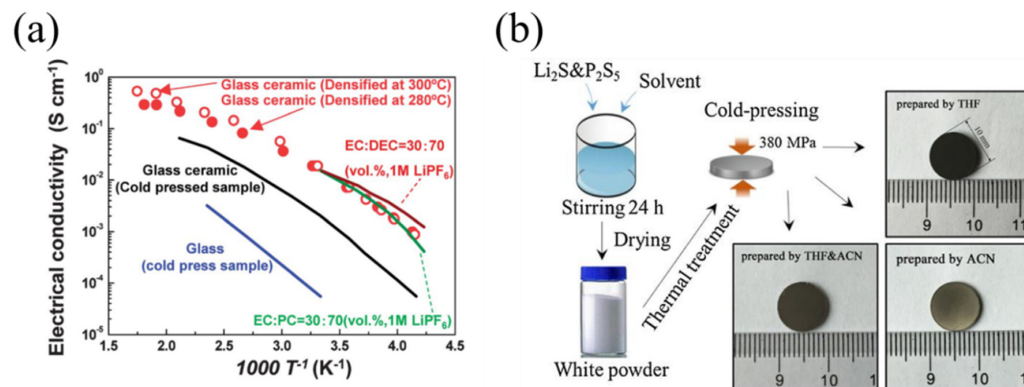 (a)
Electrical conductivity (S cm⁻¹)
10⁰
10⁻¹
10⁻²
10⁻³
10⁻⁴
10⁻⁵
Glass ceramic (Densified at 300ºC)
Glass ceramic (Densified at 280ºC)
EC:DEC=30:70
(vol.%,1M LiPF₆)
Glass ceramic
(Cold pressed sample)
Glass
(cold press sample)
EC:PC=30:70(vol.%,1M LiPF₆)
1.5 2.0 2.5 3.0 3.5 4.0 4.5
1000 T⁻¹ (K⁻¹)
(b)
Li₂S&P₂S₅
Solvent
Stirring 24 h
Drying
White powder
Thermal treatment
Cold-pressing
380 MPa
prepared by THF
10 mm
9 10 11
prepared by THF&ACN
9 10 1
prepared by ACN
9 10